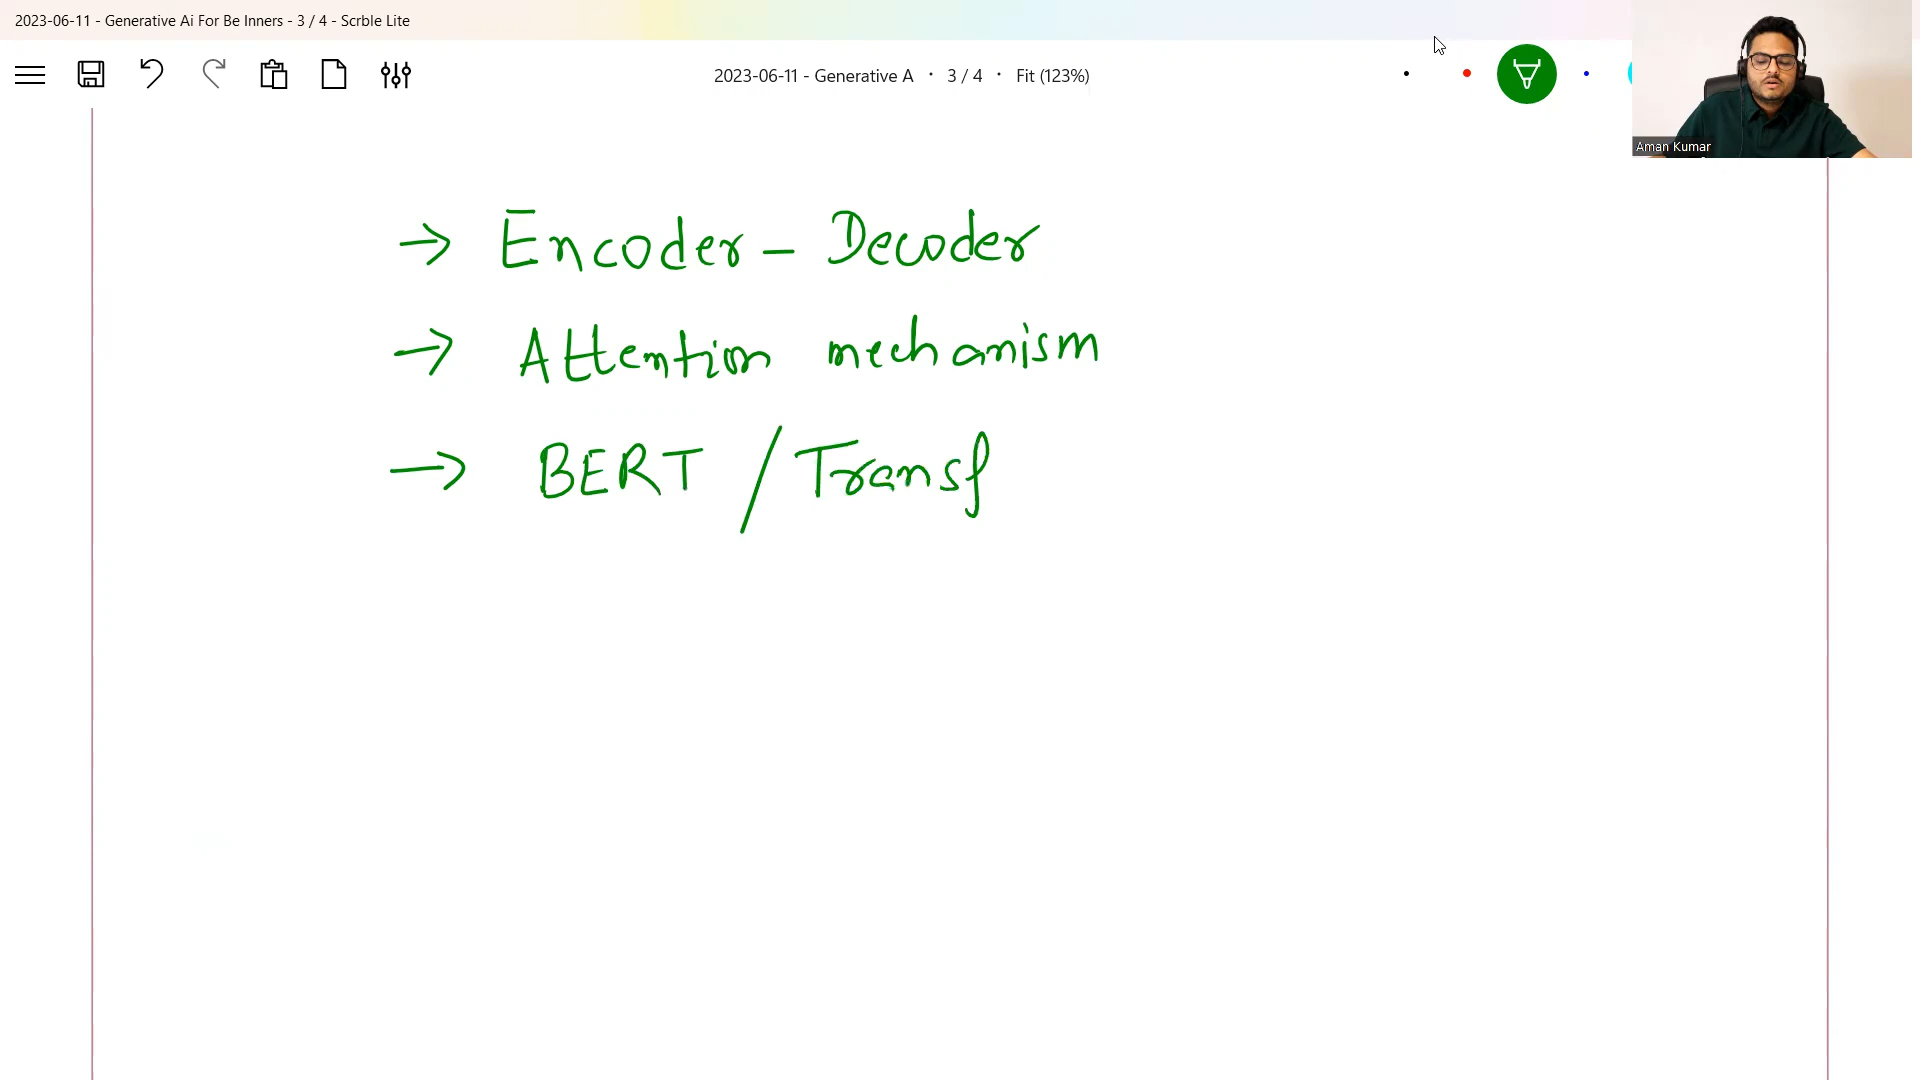 2023-06-11 - Generative Ai For Be Inners - 3 / 4 - Scrble Lite
2023-06-11 - Generative A • 3 / 4 • Fit (123%)
Aman Kumar
→ Encoder - Decoder
→ Attention mechanism
→ BERT / Transf